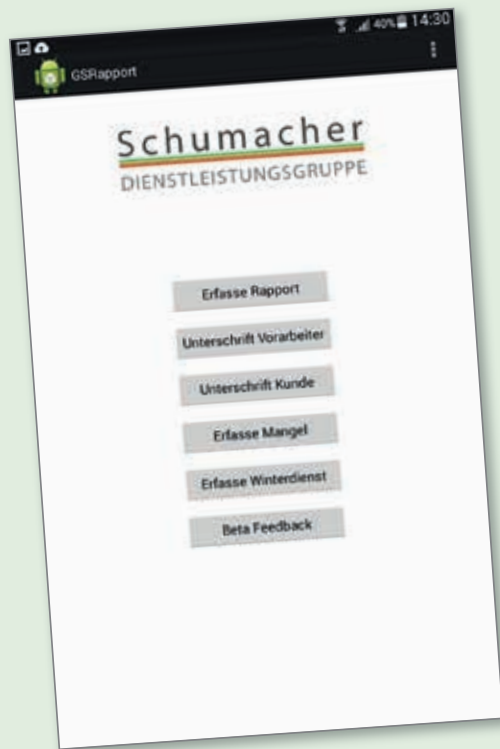 40% 14:30
GSRapport
Schumacher
DIENSTLEISTUNGSGRUPPE
Erfasse Rapport
Unterschrift Vorarbeiter
Unterschrift Kunde
Erfasse Mangel
Erfasse Winterdienst
Beta Feedback